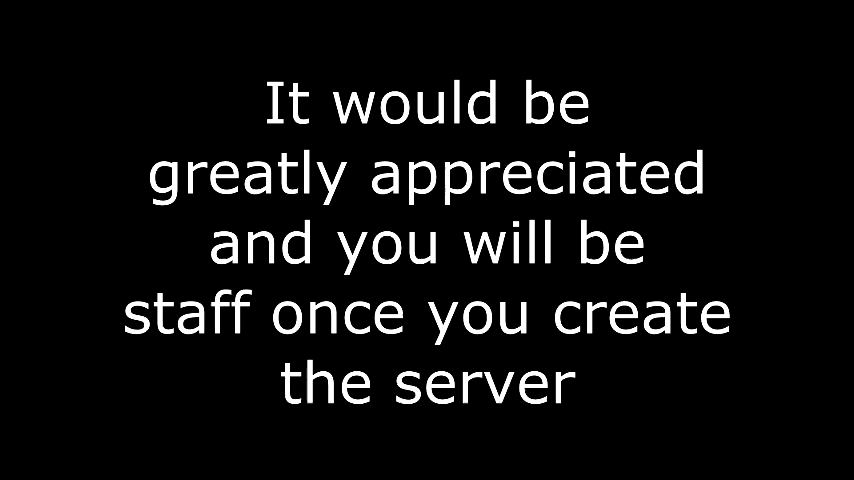 It would be
greatly appreciated
and you will be
staff once you create
the server